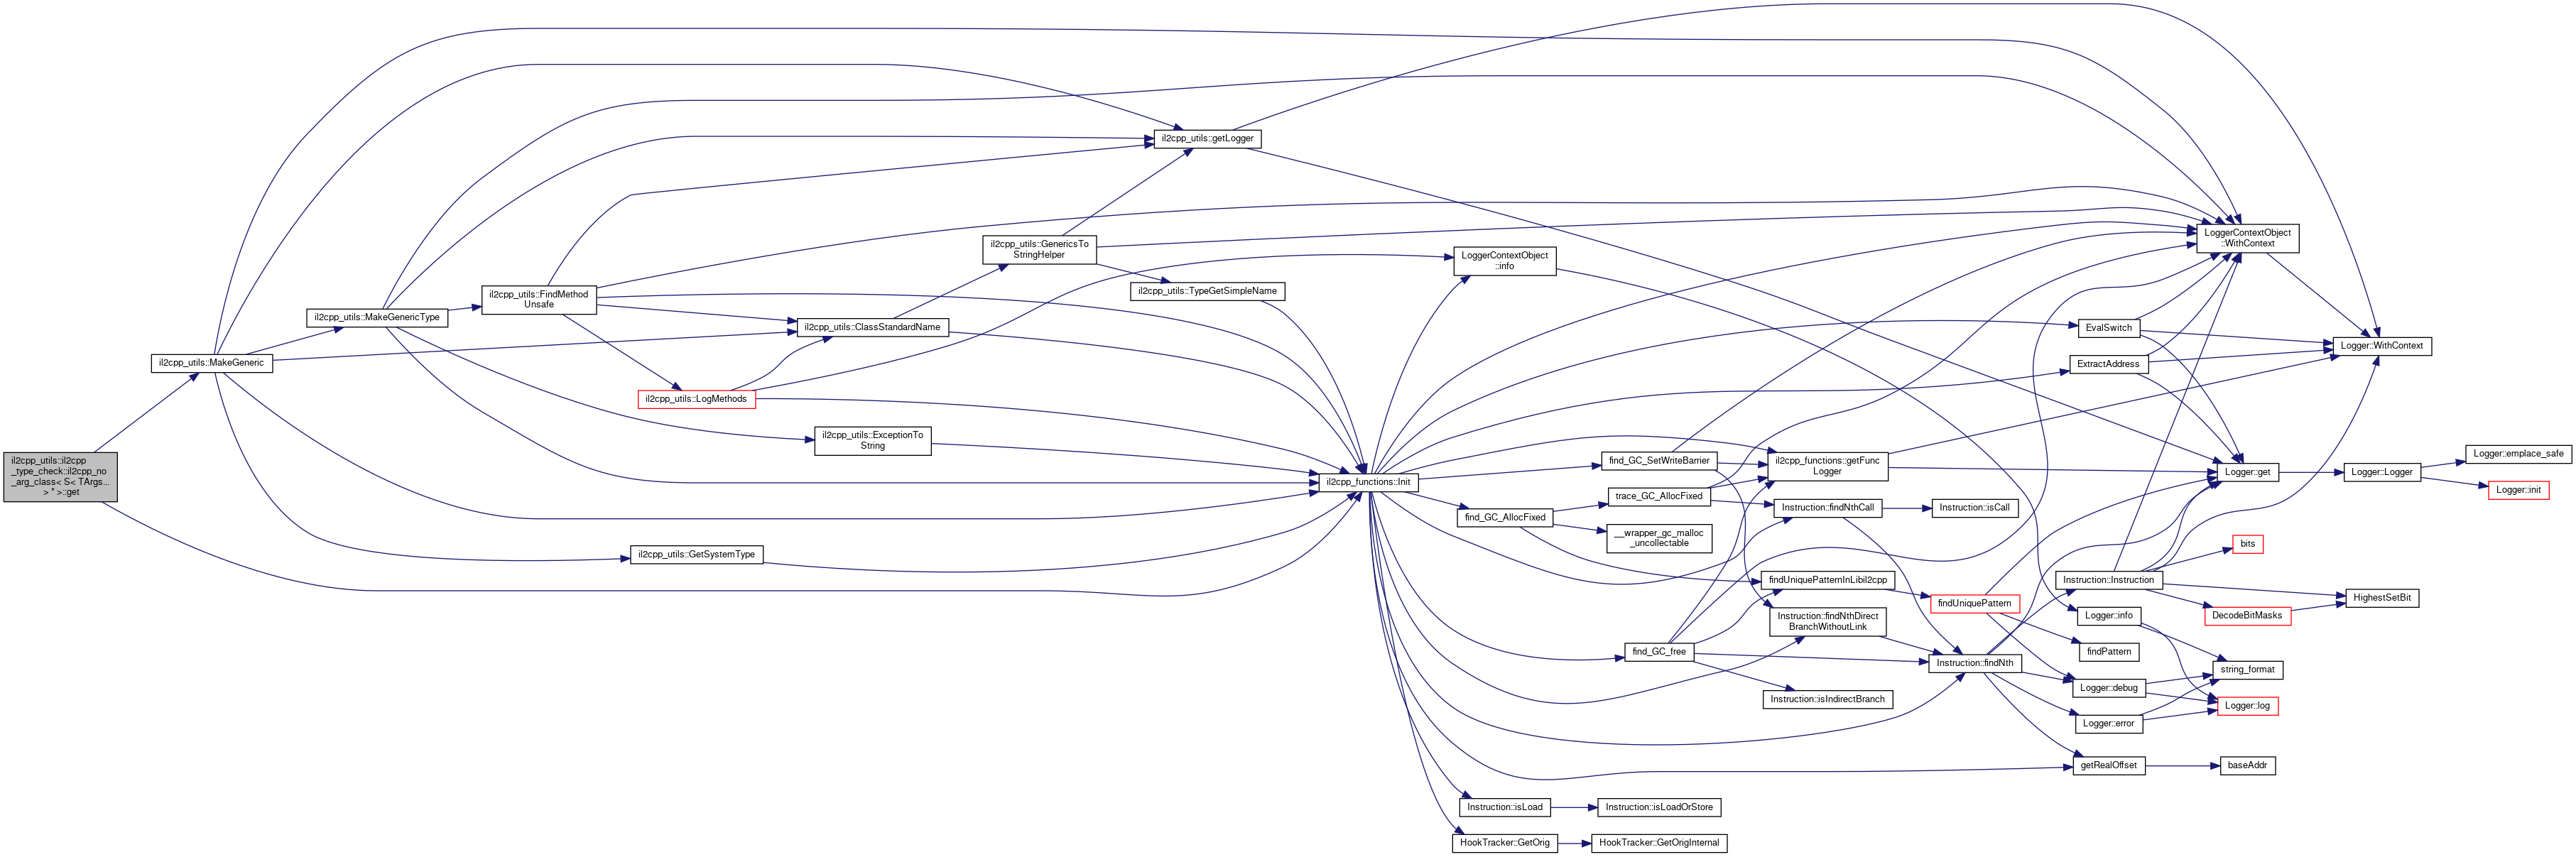 il2cpp_utils::il2cpp
_type_check::il2cpp_no
_arg_class< S< TArgs...
> * >::get
il2cpp_utils::MakeGeneric
il2cpp_utils::MakeGenericType
il2cpp_utils::FindMethod
Unsafe
il2cpp_utils::LogMethods
il2cpp_utils::GetSystemType
il2cpp_utils::ClassStandardName
il2cpp_utils::ExceptionTo
String
il2cpp_utils::GenericsTo
StringHelper
il2cpp_utils::getLogger
il2cpp_utils::TypeGetSimpleName
il2cpp_functions::Init
LoggerContextObject
::info
find_GC_AllocFixed
Instruction::isLoad
HookTracker::GetOrig
find_GC_SetWriteBarrier
trace_GC_AllocFixed
__wrapper_gc_malloc
_uncollectable
find_GC_free
Instruction::isLoadOrStore
HookTracker::GetOrigInternal
il2cpp_functions::getFunc
Logger
Instruction::findNthCall
findUniquePatternInLibil2cpp
Instruction::findNthDirect
BranchWithoutLink
Instruction::isIndirectBranch
Instruction::isCall
findUniquePattern
Instruction::findNth
EvalSwitch
ExtractAddress
Instruction::Instruction
Logger::info
findPattern
Logger::debug
Logger::error
getRealOffset
LoggerContextObject
::WithContext
Logger::get
bits
DecodeBitMasks
string_format
Logger::log
baseAddr
Logger::WithContext
Logger::Logger
HighestSetBit
Logger::emplace_safe
Logger::init